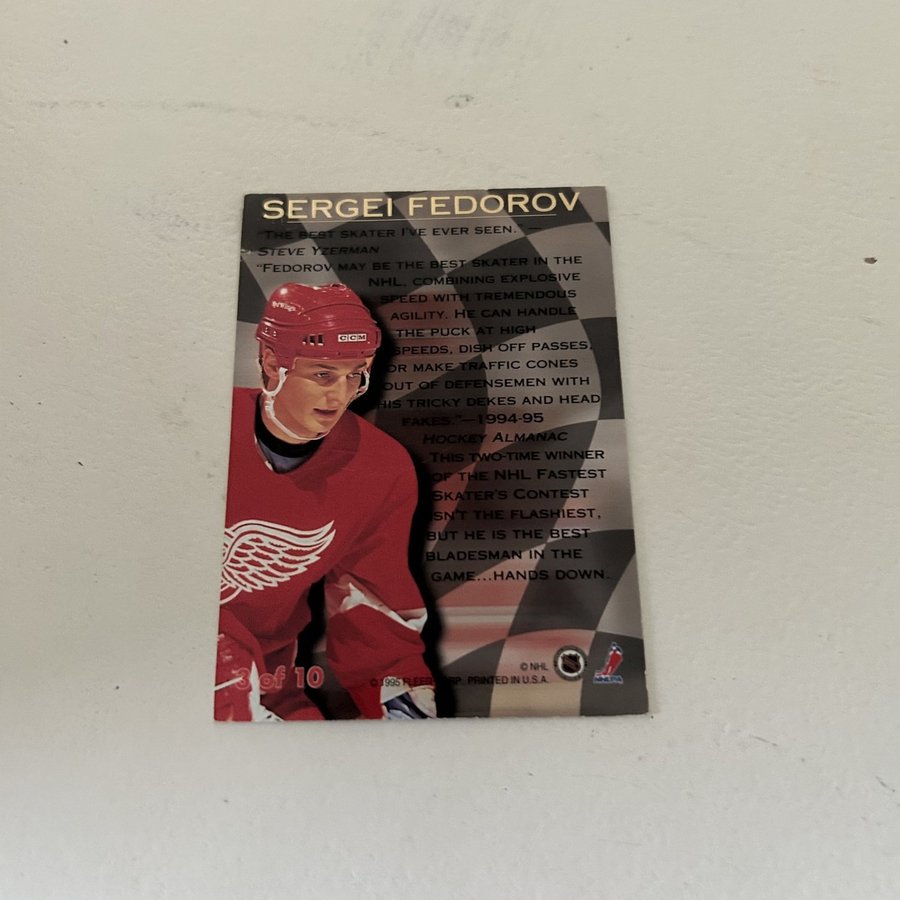 SERGEI FEDOROV
"THE BEST SKATER I'VE EVER SEEN." —
STEVE YZERMAN
"FEDOROV MAY BE THE BEST SKATER IN THE
NHL, COMBINING EXPLOSIVE
SPEED WITH TREMENDOUS
AGILITY. HE CAN HANDLE
THE PUCK AT HIGH
SPEEDS, DISH OFF PASSES,
OR MAKE TRAFFIC CONES
OUT OF DEFENSEMEN WITH
HIS TRICKY DEKES AND HEAD
FAKES."—1994-95
HOCKEY ALMANAC
THIS TWO-TIME WINNER
OF THE NHL FASTEST
SKATER'S CONTEST
ISN'T THE FLASHIEST,
BUT HE IS THE BEST
BLADESMAN IN THE
GAME...HANDS DOWN.
CCM
3 of 10
© NHL
© 1995 FLEER CORP. PRINTED IN U.S.A.
NHLPA